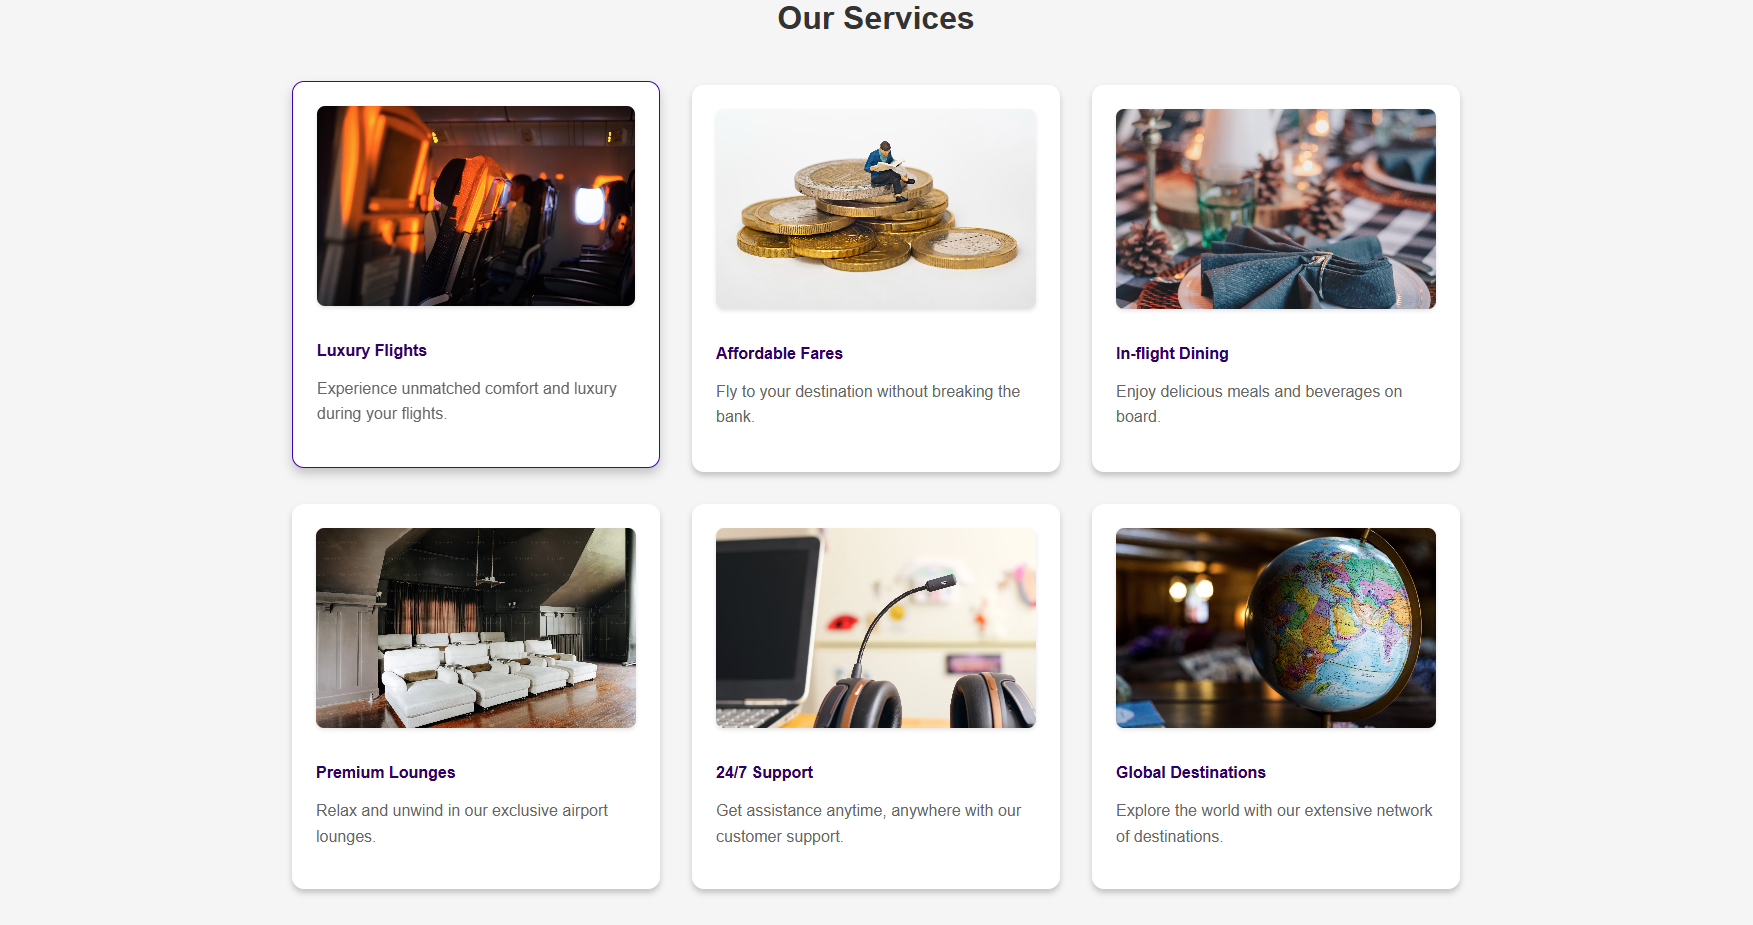 Our Services
Luxury Flights
Experience unmatched comfort and luxury
during your flights.
Affordable Fares
Fly to your destination without breaking the
bank.
In-flight Dining
Enjoy delicious meals and beverages on
board.
Premium Lounges
Relax and unwind in our exclusive airport
lounges.
24/7 Support
Get assistance anytime, anywhere with our
customer support.
Global Destinations
Explore the world with our extensive network
of destinations.